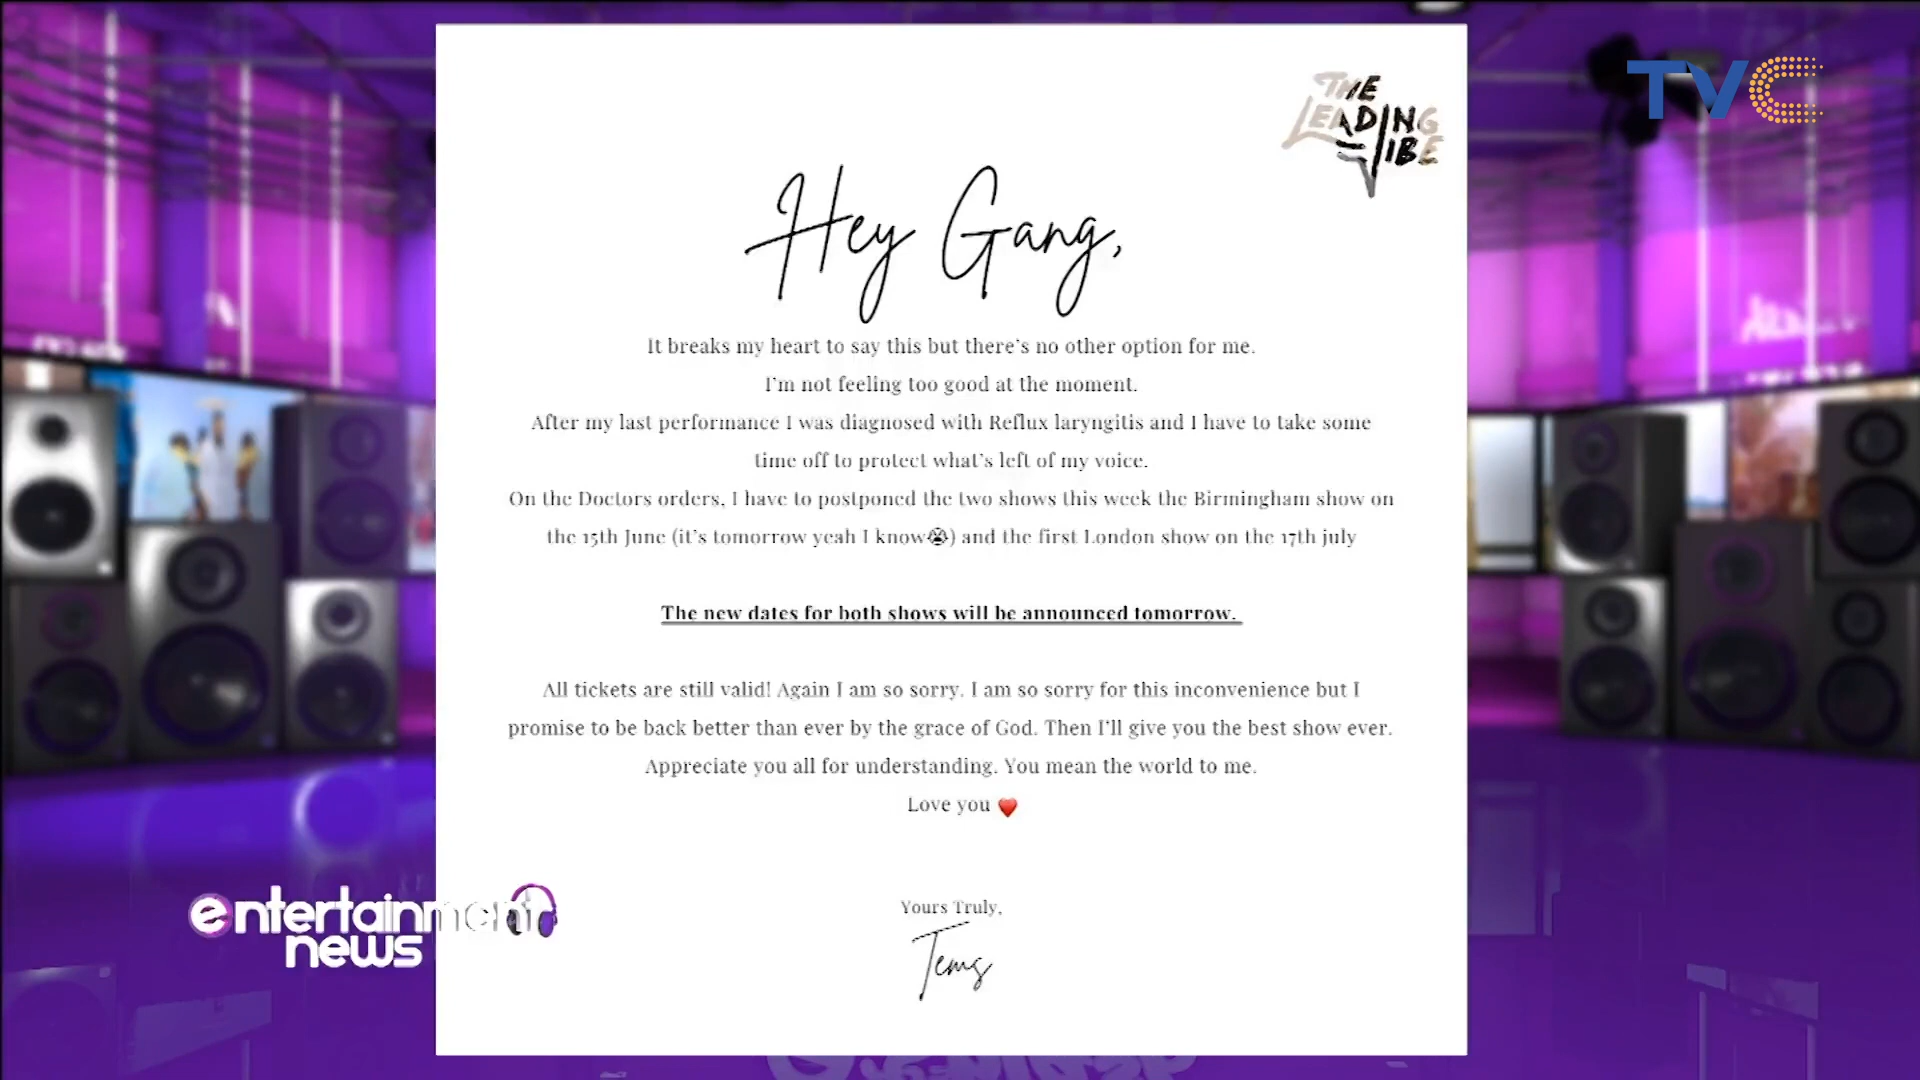 TVC
THE
LEADING
VIBE
Hey Gang,
It breaks my heart to say this but there's no other option for me.
I'm not feeling too good at the moment.
After my last performance I was diagnosed with Reflux laryngitis and I have to take some
time off to protect what's left of my voice.
On the Doctors orders, I have to postponed the two shows this week the Birmingham show on
the 15th June (it's tomorrow yeah I know😭) and the first London show on the 17th july
The new dates for both shows will be announced tomorrow.
All tickets are still valid! Again I am so sorry. I am so sorry for this inconvenience but I
promise to be back better than ever by the grace of God. Then I'll give you the best show ever.
Appreciate you all for understanding. You mean the world to me.
Love you ❤️
Yours Truly,
Tems
entertainment
news